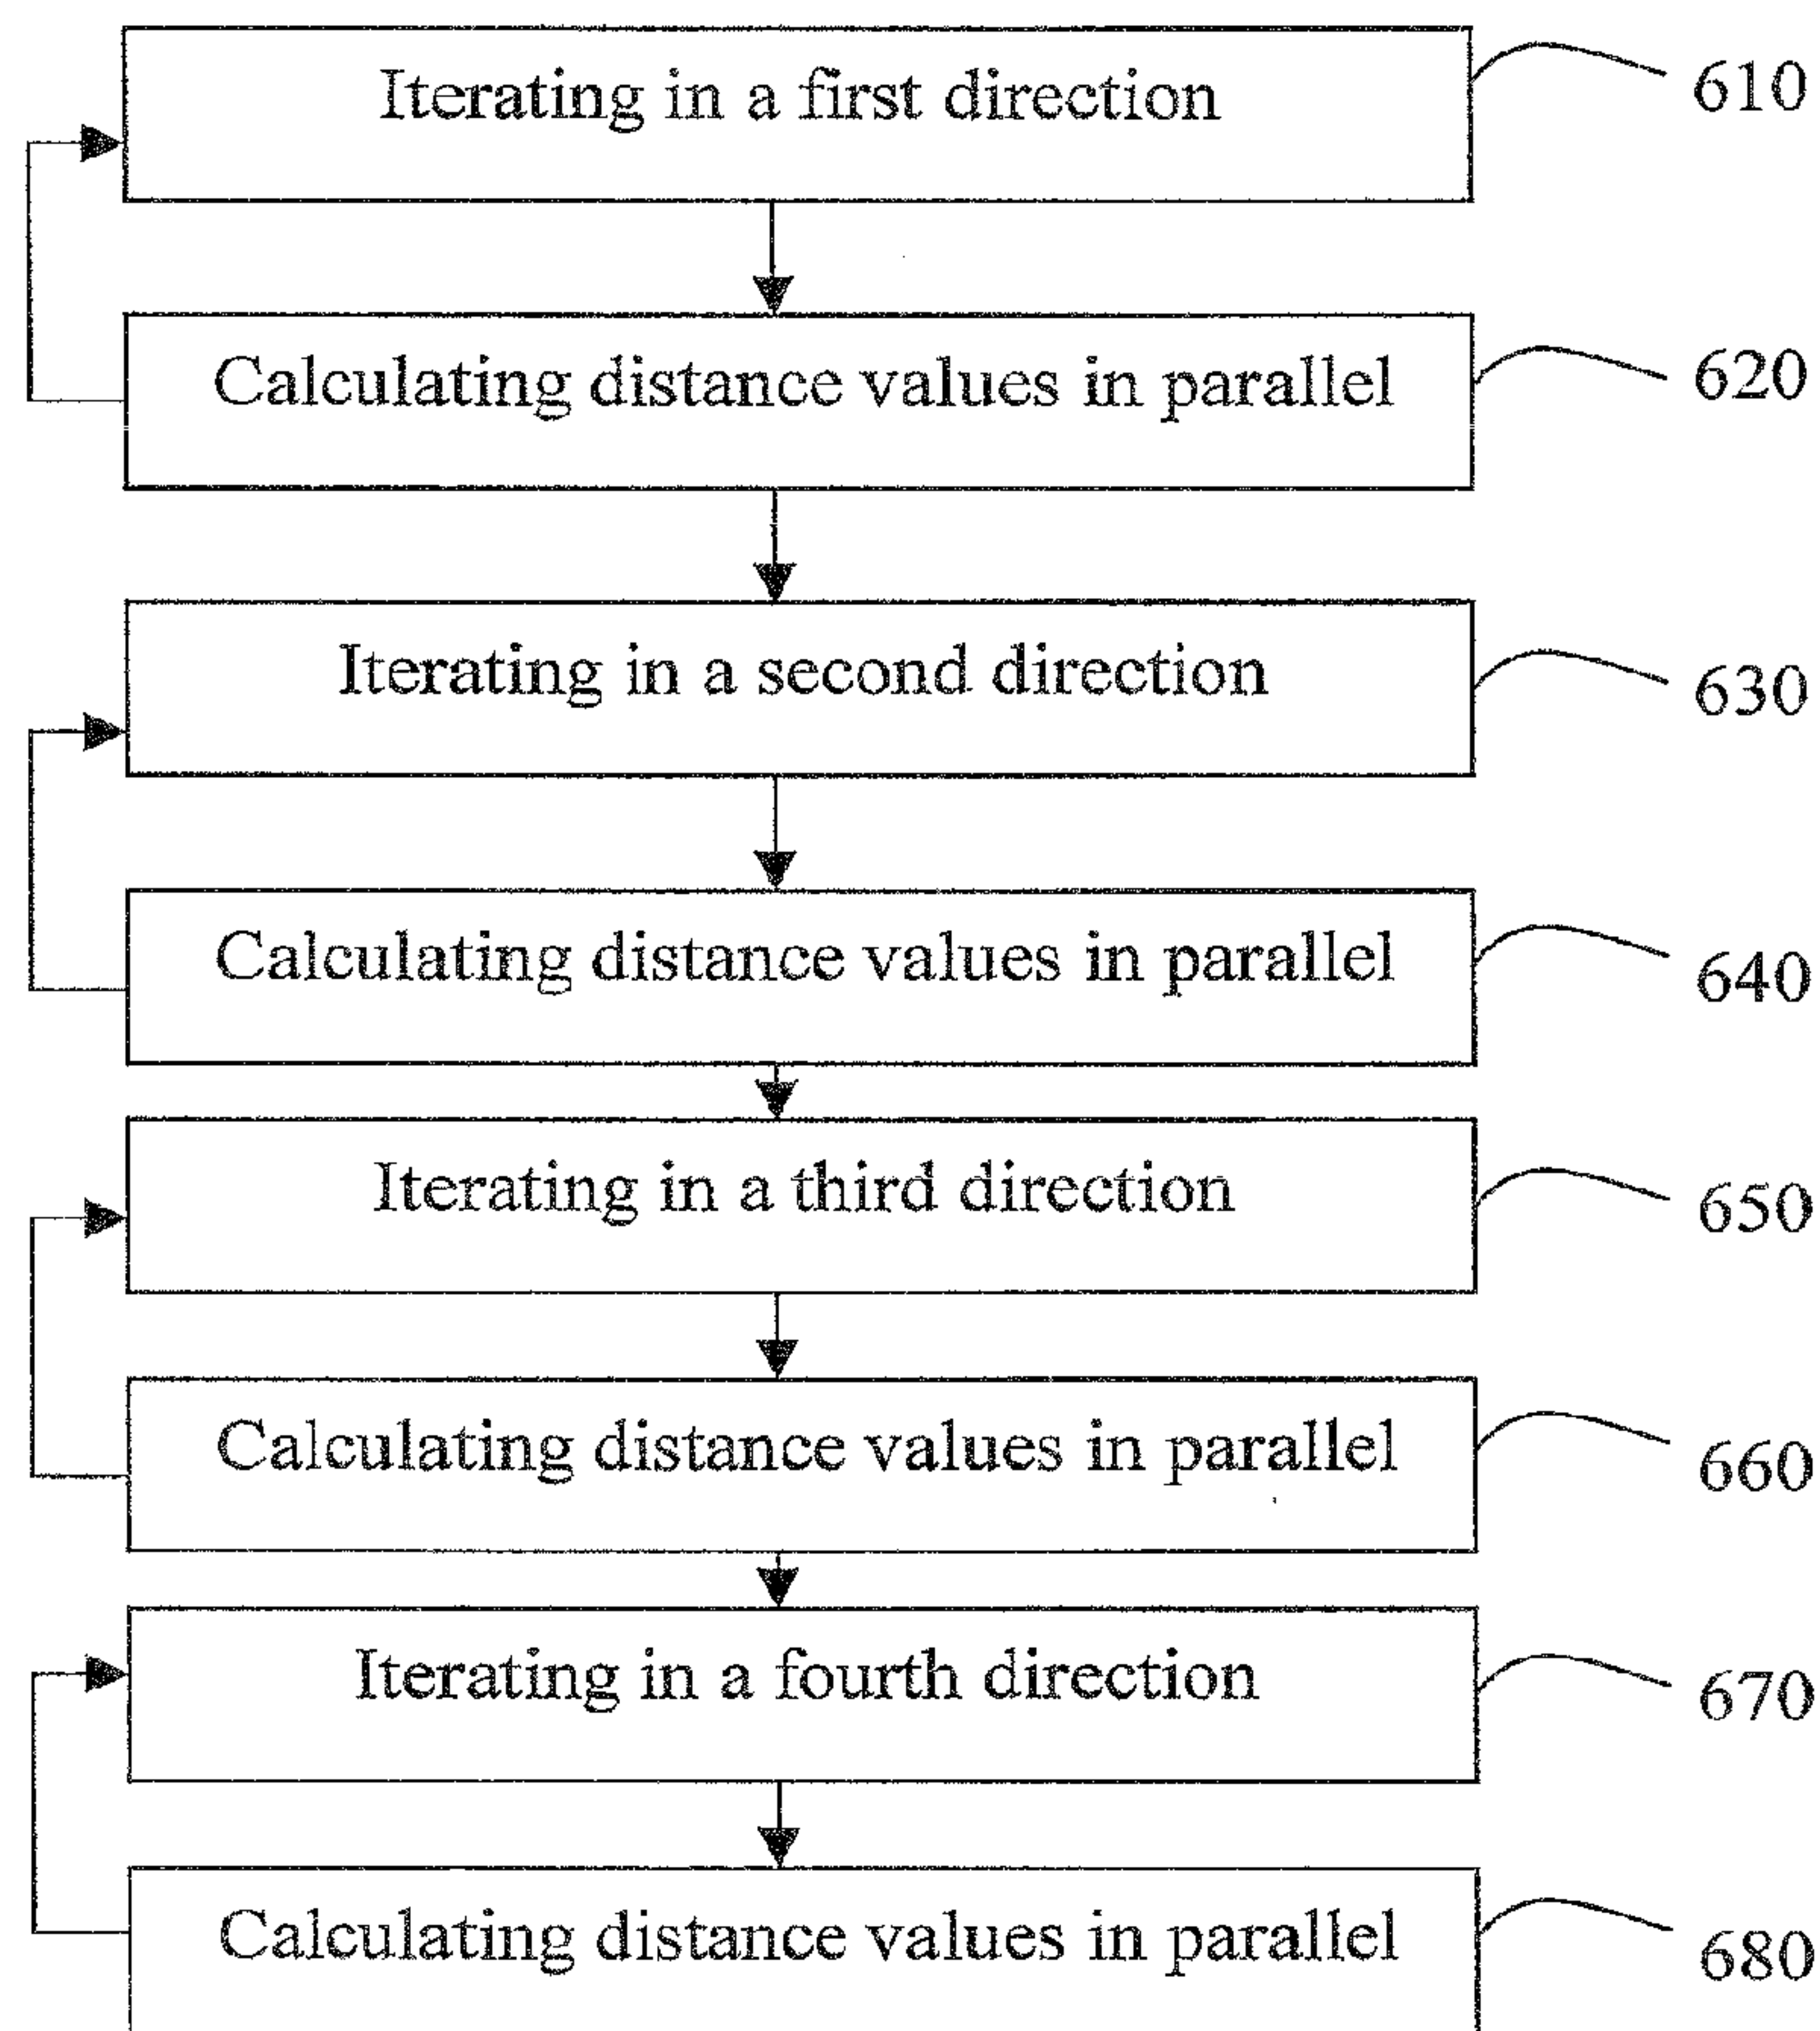 Iterating in a first direction
610
Calculating distance values in parallel
620
Iterating in a second direction
630
Calculating distance values in parallel
640
Iterating in a third direction
650
Calculating distance values in parallel
660
Iterating in a fourth direction
670
Calculating distance values in parallel
680